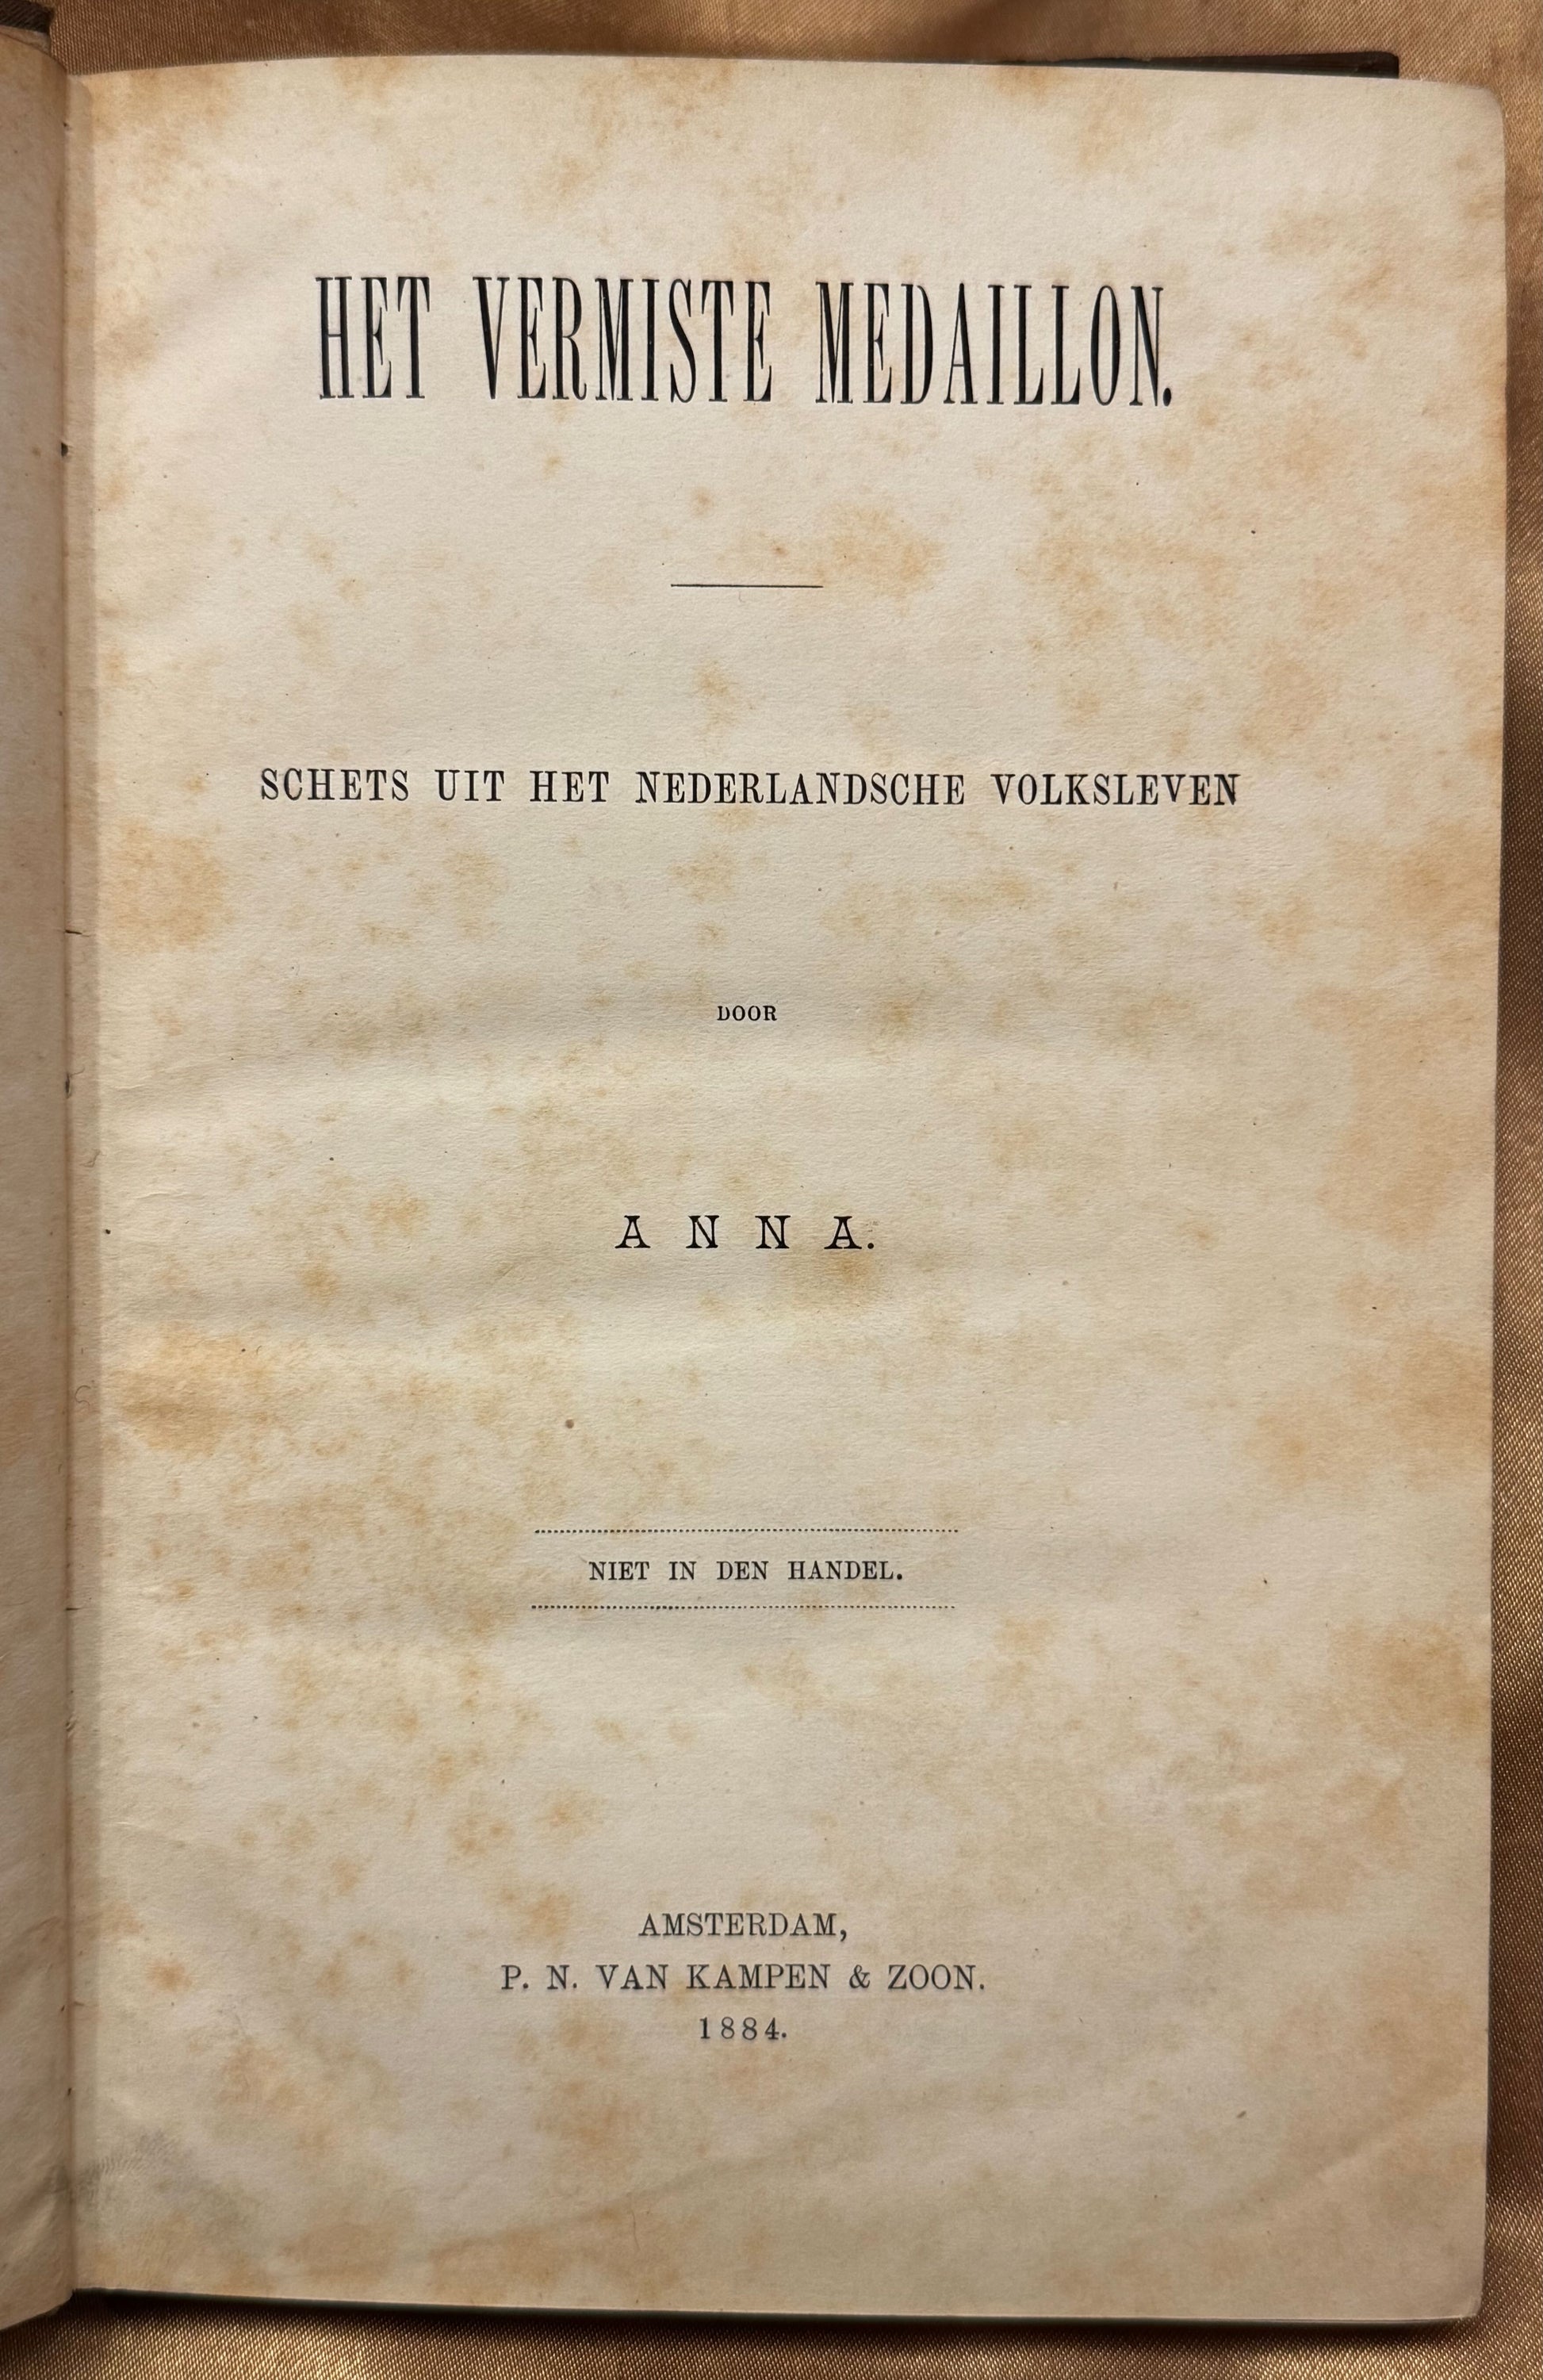 HET VERMISTE MEDAILLON.
SCHETS UIT HET NEDERLANDSCHE VOLKSLEVEN
DOOR
ANNA.
NIET IN DEN HANDEL.
AMSTERDAM,
P. N. VAN KAMPEN & ZOON.
1884.